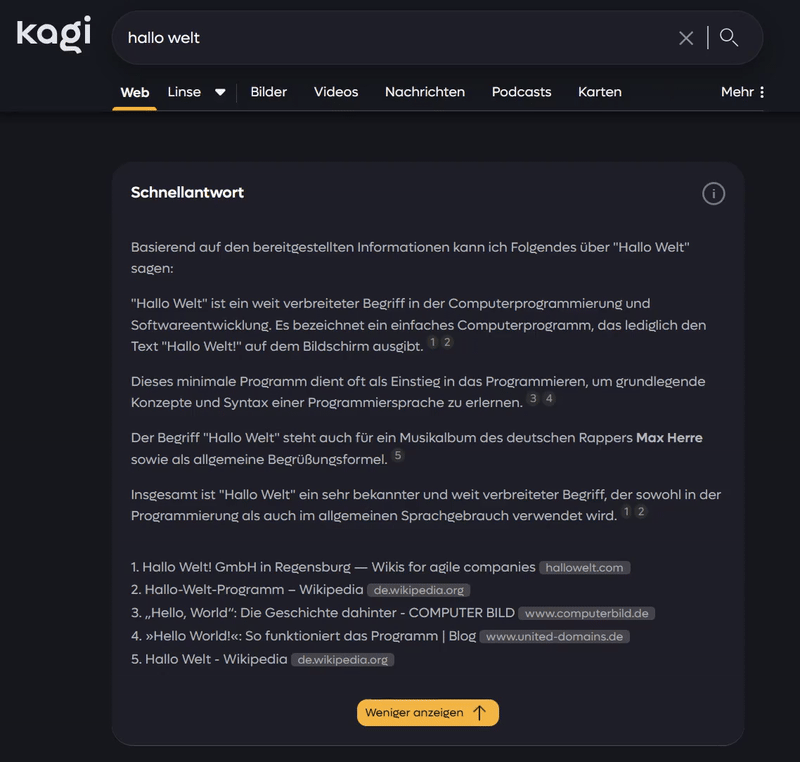 kagi
hallo welt
Web Linse Bilder Videos Nachrichten Podcasts Karten Mehr
Schnellantwort
Basierend auf den bereitgestellten Informationen kann ich Folgendes über "Hallo Welt"
sagen:
"Hallo Welt" ist ein weit verbreiteter Begriff in der Computerprogrammierung und
Softwareentwicklung. Es bezeichnet ein einfaches Computerprogramm, das lediglich den
Text "Hallo Welt!" auf dem Bildschirm ausgibt. 1 2
Dieses minimale Programm dient oft als Einstieg in das Programmieren, um grundlegende
Konzepte und Syntax einer Programmiersprache zu erlernen. 3 4
Der Begriff "Hallo Welt" steht auch für ein Musikalbum des deutschen Rappers Max Herre
sowie als allgemeine Begrüßungsformel. 5
Insgesamt ist "Hallo Welt" ein sehr bekannter und weit verbreiteter Begriff, der sowohl in der
Programmierung als auch im allgemeinen Sprachgebrauch verwendet wird. 1 2
1. Hallo Welt! GmbH in Regensburg — Wikis for agile companies hallowelt.com
2. Hallo-Welt-Programm – Wikipedia de.wikipedia.org
3. „Hello, World“: Die Geschichte dahinter - COMPUTER BILD www.computerbild.de
4. »Hello World!«: So funktioniert das Programm | Blog www.united-domains.de
5. Hallo Welt - Wikipedia de.wikipedia.org
Weniger anzeigen